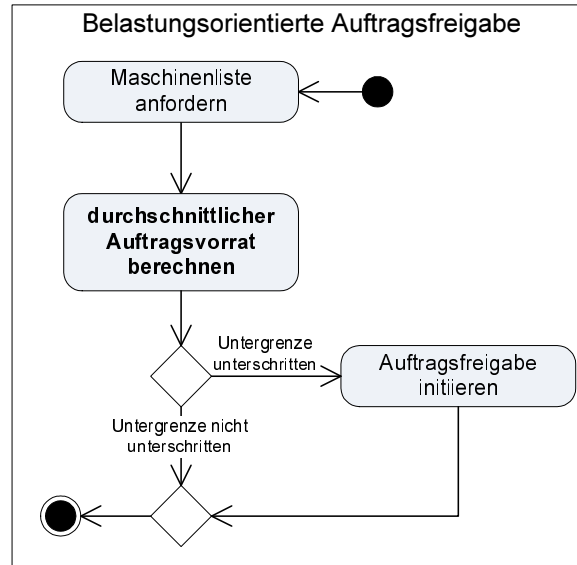 Belastungsorientierte Auftragsfreigabe
Maschinenliste
anfordern
durchschnittlicher
Auftragsvorrat
berechnen
Untergrenze
unterschritten
Auftragsfreigabe
initiieren
Untergrenze nicht
unterschritten